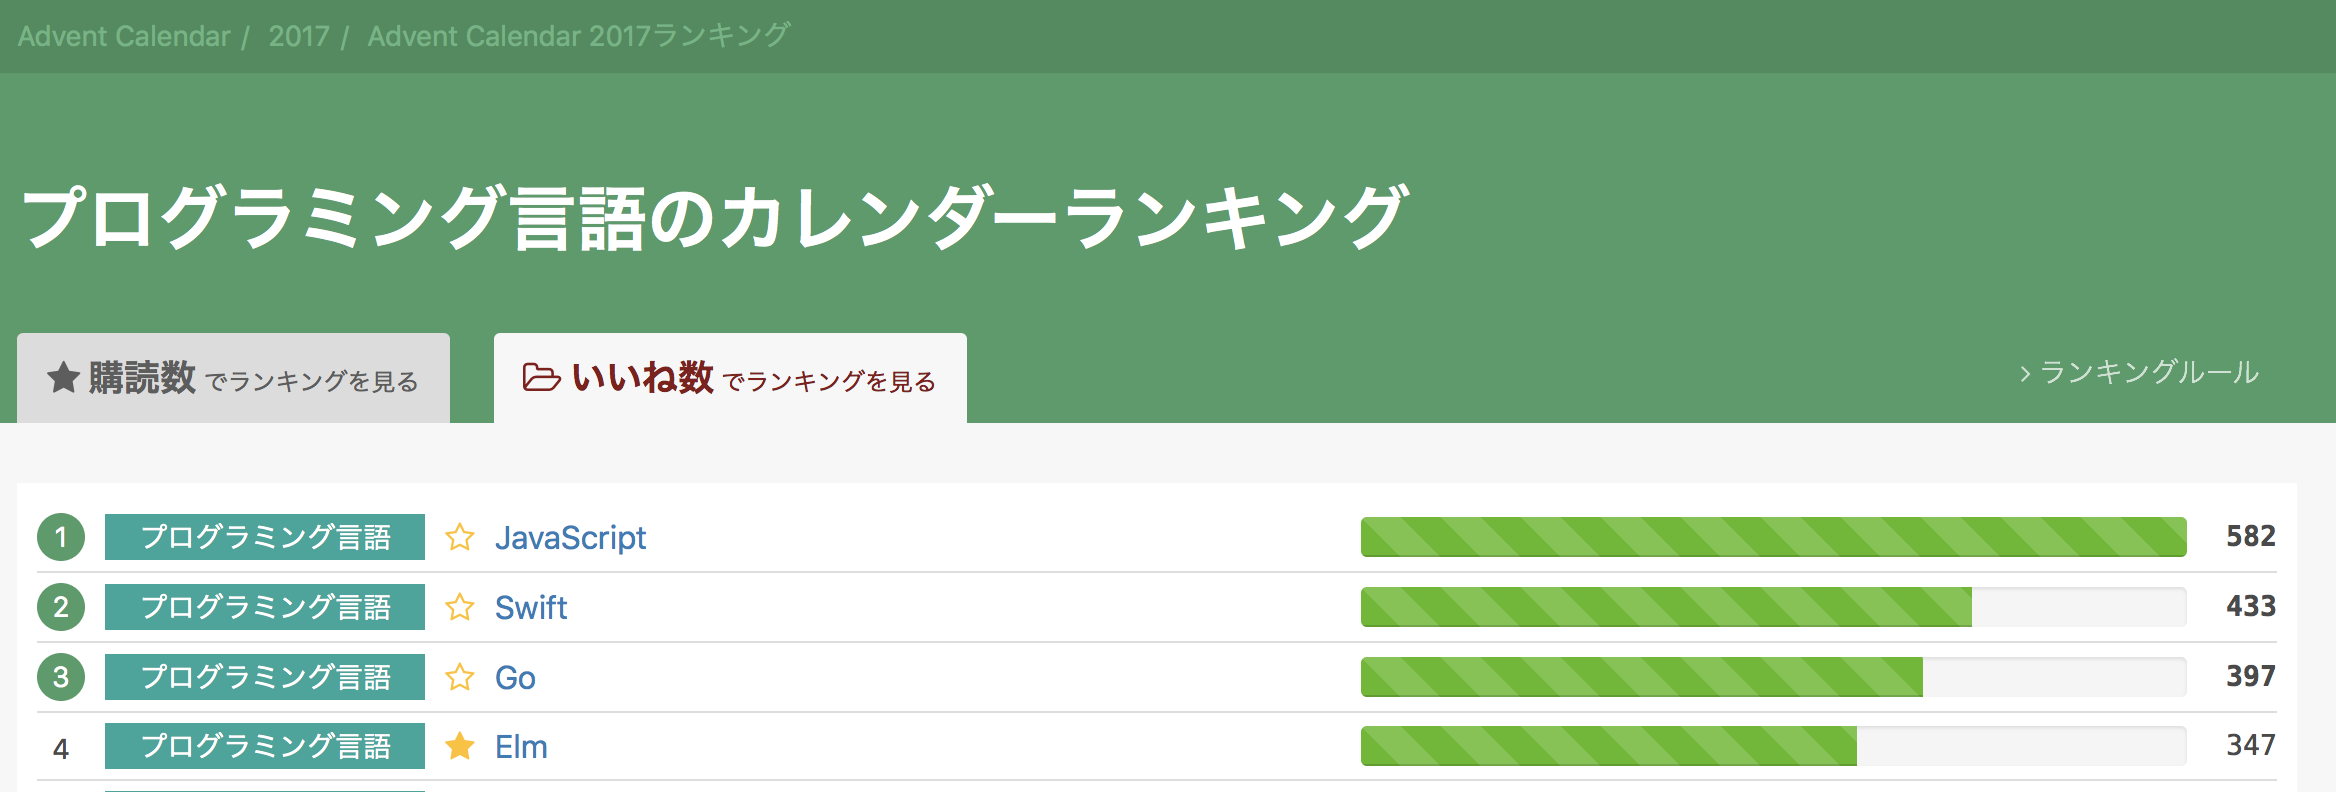 Advent Calendar / 2017 / Advent Calendar 2017ランキング
プログラミング言語のカレンダーランキング
購読数 でランキングを見る
いいね数 でランキングを見る
> ランキングルール
1 プログラミング言語 JavaScript 582
2 プログラミング言語 Swift 433
3 プログラミング言語 Go 397
4 プログラミング言語 Elm 347